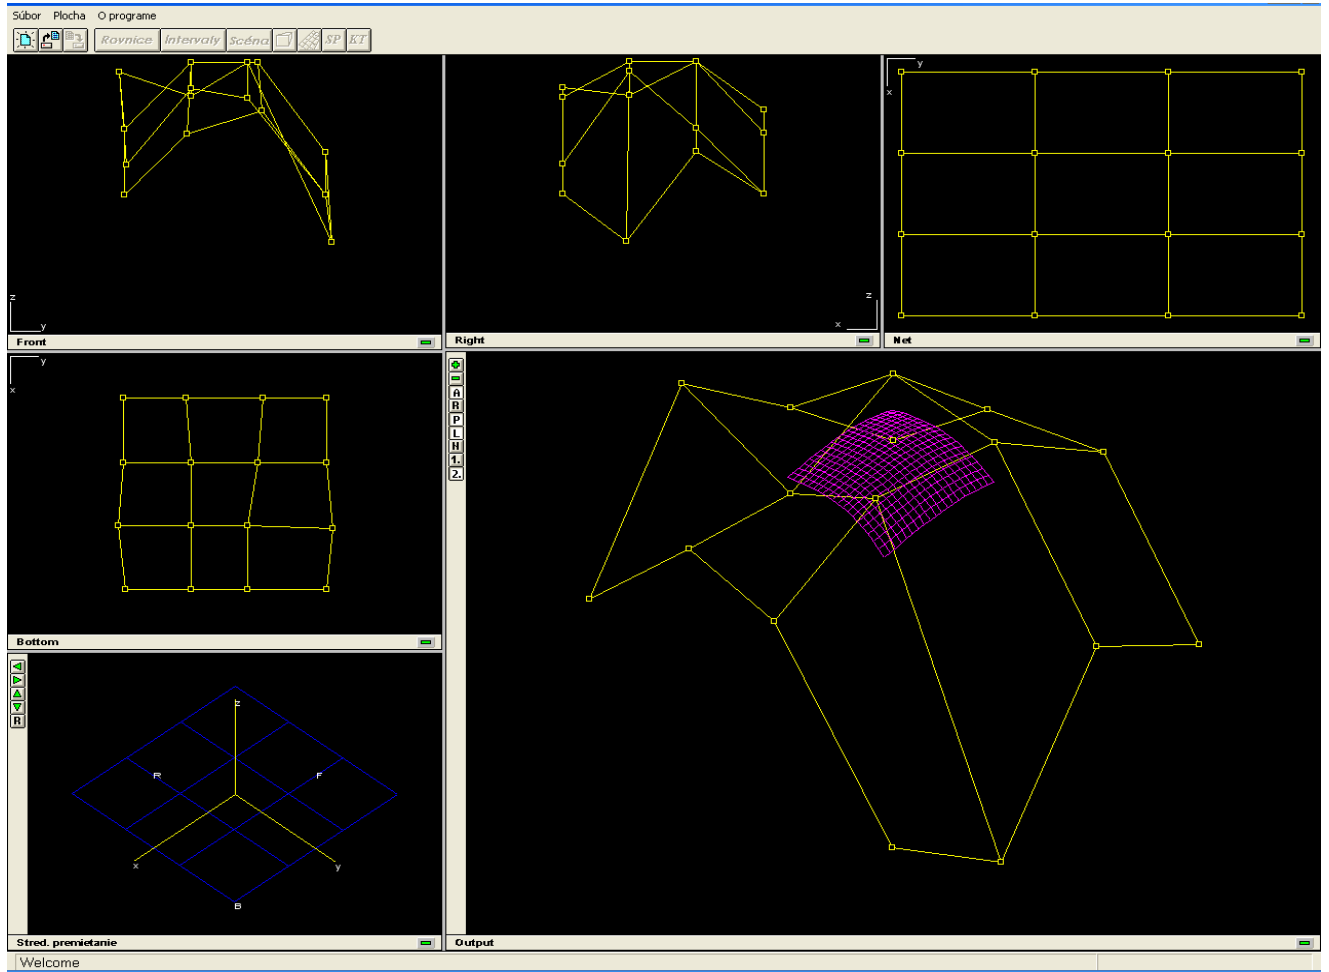 Súbor Plocha O programe
Rovnice Intervaly Scéna SP KT
z
y
Front
z
x
Right
y
x
Net
y
x
Bottom
A
R
P
L
N
1.
2.
R
z
R F
x y
B
Stred. premietanie
Output
Welcome